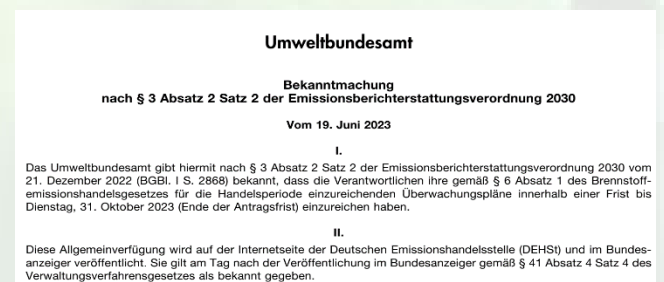 Umweltbundesamt
Bekanntmachung
nach § 3 Absatz 2 Satz 2 der Emissionsberichterstattungsverordnung 2030
Vom 19. Juni 2023
I.
Das Umweltbundesamt gibt hiermit nach § 3 Absatz 2 Satz 2 der Emissionsberichterstattungsverordnung 2030 vom
21. Dezember 2022 (BGBl. I S. 2868) bekannt, dass die Verantwortlichen ihre gemäß § 6 Absatz 1 des Brennstoff-
emissionshandelsgesetzes für die Handelsperiode einzureichenden Überwachungspläne innerhalb einer Frist bis
Dienstag, 31. Oktober 2023 (Ende der Antragsfrist) einzureichen haben.
II.
Diese Allgemeinverfügung wird auf der Internetseite der Deutschen Emissionshandelsstelle (DEHSt) und im Bundes-
anzeiger veröffentlicht. Sie gilt am Tag nach der Veröffentlichung im Bundesanzeiger gemäß § 41 Absatz 4 Satz 4 des
Verwaltungsverfahrensgesetzes als bekannt gegeben.